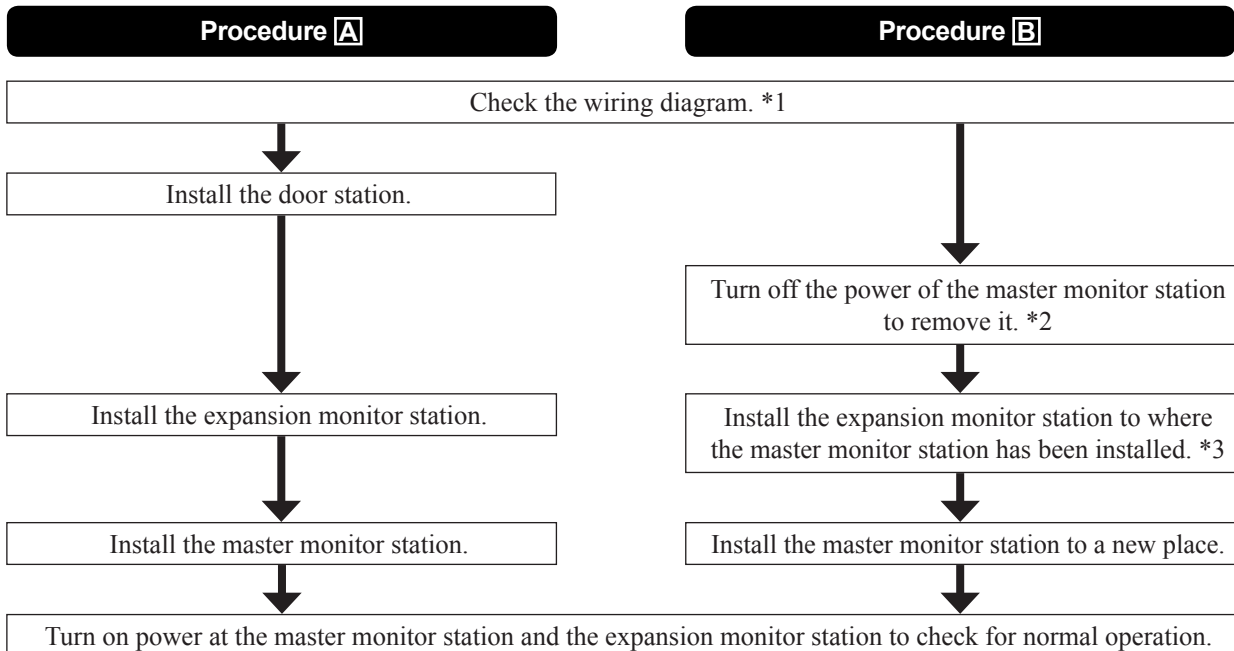 Procedure A
Procedure B
Check the wiring diagram. *1
Install the door station.
Turn off the power of the master monitor station
to remove it. *2
Install the expansion monitor station.
Install the expansion monitor station to where
the master monitor station has been installed. *3
Install the master monitor station.
Install the master monitor station to a new place.
Turn on power at the master monitor station and the expansion monitor station to check for normal operation.